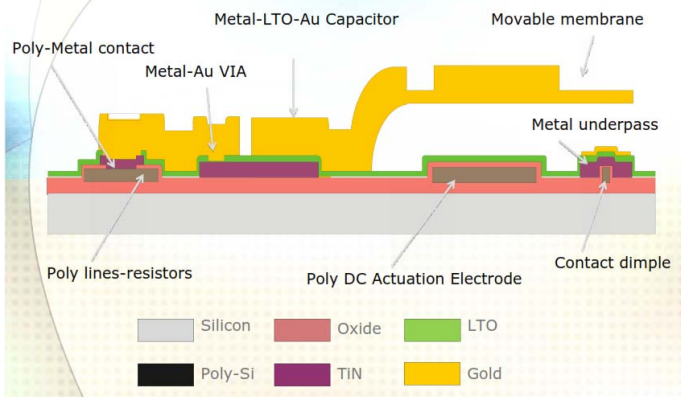 Metal-LTO-Au Capacitor
Movable membrane
Poly-Metal contact
Metal-Au VIA
Metal underpass
Poly lines-resistors
Poly DC Actuation Electrode
Contact dimple
Silicon
Oxide
LTO
Poly-Si
TiN
Gold